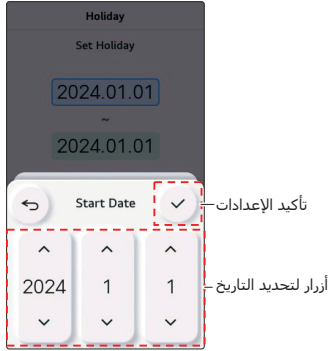 Holiday
Set Holiday
2024.01.01
~
2024.01.01
Start Date
تأكيد الإعدادات
2024 1 1
أزرار لتحديد التاريخ